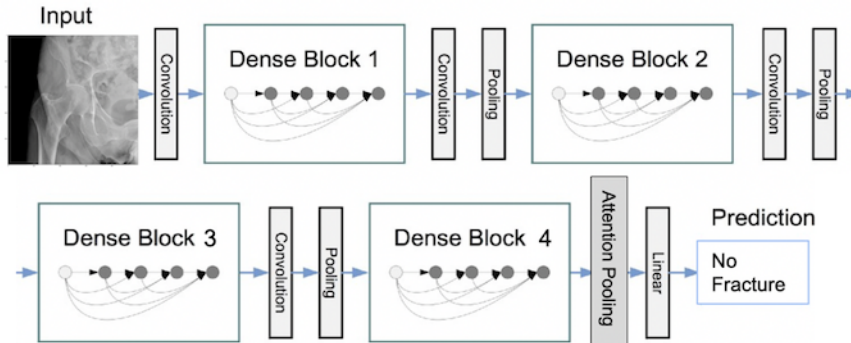 Input
Convolution
Dense Block 1
Convolution
Pooling
Dense Block 2
Convolution
Pooling
Dense Block 3
Convolution
Pooling
Dense Block 4
Attention Pooling
Linear
Prediction
No
Fracture